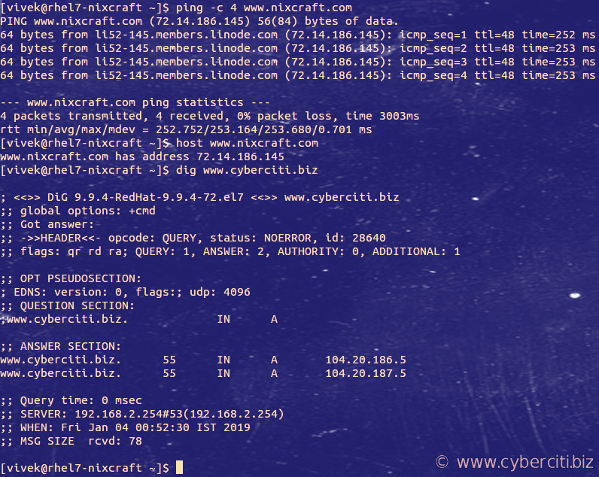 [vivek@rhel7-nixcraft ~]$ ping -c 4 www.nixcraft.com
PING www.nixcraft.com (72.14.186.145) 56(84) bytes of data.
64 bytes from li52-145.members.linode.com (72.14.186.145): icmp_seq=1 ttl=48 time=252 ms
64 bytes from li52-145.members.linode.com (72.14.186.145): icmp_seq=2 ttl=48 time=253 ms
64 bytes from li52-145.members.linode.com (72.14.186.145): icmp_seq=3 ttl=48 time=253 ms
64 bytes from li52-145.members.linode.com (72.14.186.145): icmp_seq=4 ttl=48 time=253 ms

--- www.nixcraft.com ping statistics ---
4 packets transmitted, 4 received, 0% packet loss, time 3003ms
rtt min/avg/max/mdev = 252.752/253.164/253.680/0.701 ms
[vivek@rhel7-nixcraft ~]$ host www.nixcraft.com
www.nixcraft.com has address 72.14.186.145
[vivek@rhel7-nixcraft ~]$ dig www.cyberciti.biz

; <<>> DiG 9.9.4-RedHat-9.9.4-72.el7 <<>> www.cyberciti.biz
;; global options: +cmd
;; Got answer:
;; ->>HEADER<<- opcode: QUERY, status: NOERROR, id: 28640
;; flags: qr rd ra; QUERY: 1, ANSWER: 2, AUTHORITY: 0, ADDITIONAL: 1

;; OPT PSEUDOSECTION:
; EDNS: version: 0, flags:; udp: 4096
;; QUESTION SECTION:
;www.cyberciti.biz. IN A

;; ANSWER SECTION:
www.cyberciti.biz. 55 IN A 104.20.186.5
www.cyberciti.biz. 55 IN A 104.20.187.5

;; Query time: 0 msec
;; SERVER: 192.168.2.254#53(192.168.2.254)
;; WHEN: Fri Jan 04 00:52:30 IST 2019
;; MSG SIZE rcvd: 78

[vivek@rhel7-nixcraft ~]$
© www.cyberciti.biz